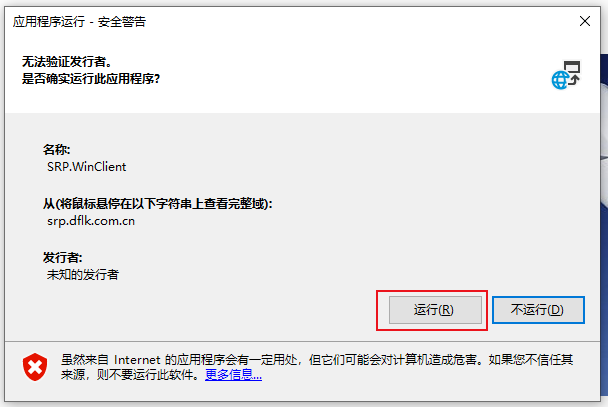 应用程序运行 - 安全警告
无法验证发行者。
是否确实运行此应用程序?
名称:
SRP.WinClient
从(将鼠标悬停在以下字符串上查看完整域):
srp.dflk.com.cn
发行者:
未知的发行者
运行(R) 不运行(D)
虽然来自 Internet 的应用程序会有一定用处，但它们可能会对计算机造成危害。如果您不信任其
来源，则不要运行此软件。更多信息...